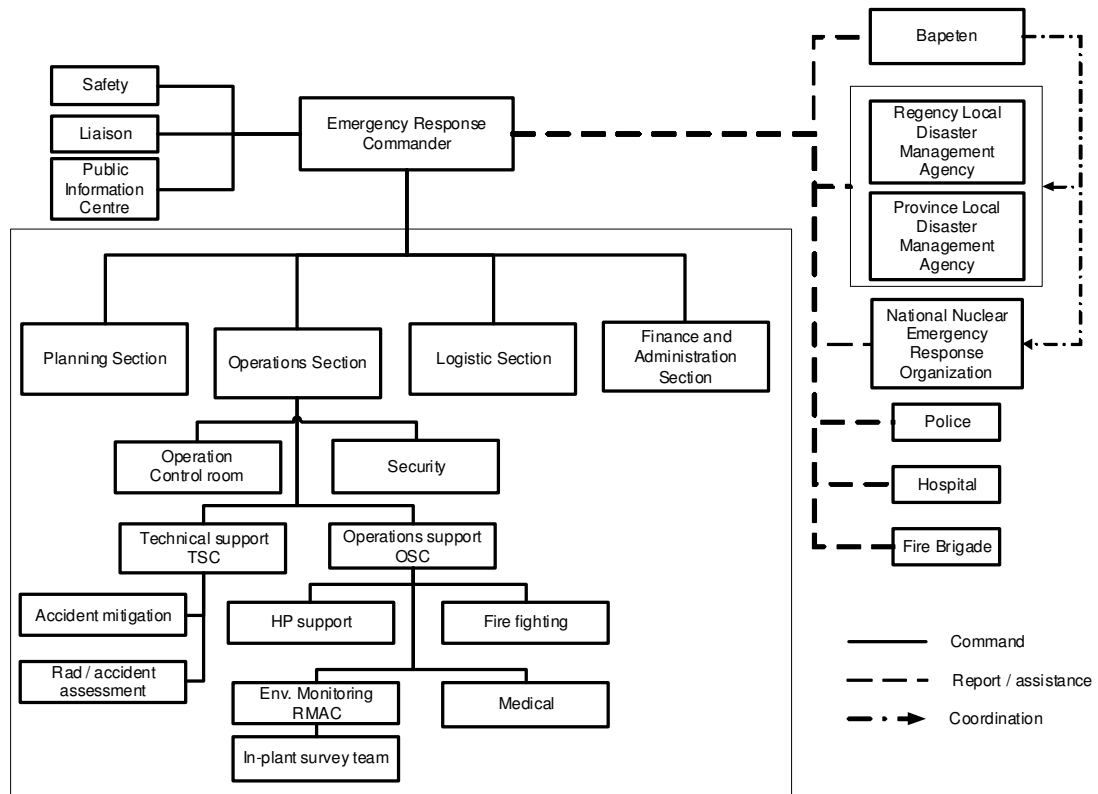 Bapeten
Safety
Liaison
Public
Information
Centre
Emergency Response
Commander
Regency Local
Disaster
Management
Agency
Province Local
Disaster
Management
Agency
National Nuclear
Emergency
Response
Organization
Police
Hospital
Fire Brigade
Planning Section
Operations Section
Logistic Section
Finance and
Administration
Section
Operation
Control room
Security
Technical support
TSC
Operations support
OSC
Accident mitigation
Rad / accident
assessment
HP support
Fire fighting
Env. Monitoring
RMAC
Medical
In-plant survey team
Command
Report / assistance
Coordination